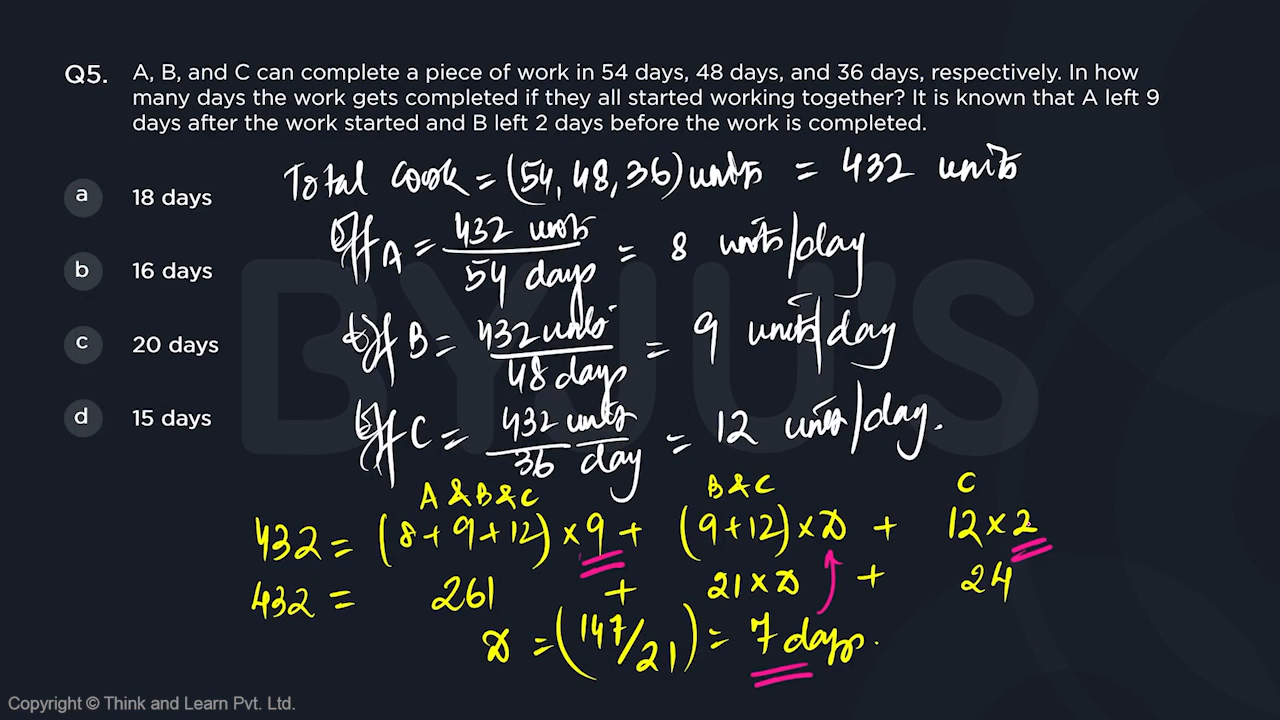 Q5. A, B, and C can complete a piece of work in 54 days, 48 days, and 36 days, respectively. In how
many days the work gets completed if they all started working together? It is known that A left 9
days after the work started and B left 2 days before the work is completed.
Total work = (54, 48, 36) units = 432 units
a 18 days
Eff A = 432 units / 54 days = 8 units/day
b 16 days
Eff B = 432 units / 48 days = 9 units/day
c 20 days
d 15 days
Eff C = 432 units / 36 day = 12 units/day.
A & B & C B & C C
432 = (8+9+12) × 9 + (9+12) × x + 12 × 2
432 = 261 + 21 × x + 24
x = (147/21) = 7 days.
BYJU'S
Copyright © Think and Learn Pvt. Ltd.